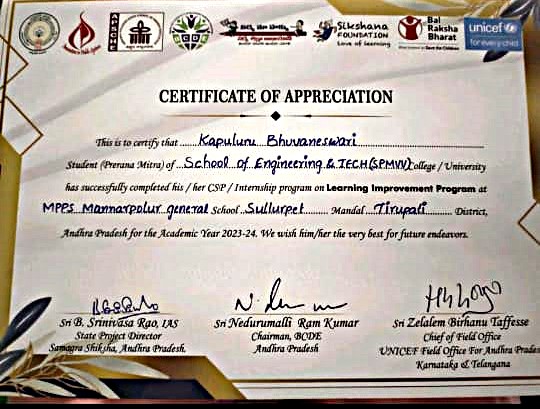 APSCHE
Sikshana
FOUNDATION
Love of Learning
Bal
Raksha
Bharat
unicef
for every child
CERTIFICATE OF APPRECIATION
This is to certify that Kapuluru Bhuvaneswari
Student (Prerana Mitra) of School of Engineering & TECH(SPMVV) College / University
has successfully completed his / her CSP / Internship program on Learning Improvement Program at
MPPS Mannarpolur general School Sullurpet Mandal Tirupati District,
Andhra Pradesh for the Academic Year 2023-24. We wish him/her the very best for future endeavors.
Sri B. Srinivasa Rao, IAS
State Project Director
Samagra Shiksha, Andhra Pradesh.
Sri Nedurumalli Ram Kumar
Chairman, BCDE
Andhra Pradesh
Sri Zelalem Birhanu Taffesse
Chief of Field Office
UNICEF Field Office For Andhra Prades
Karnataka & Telangana